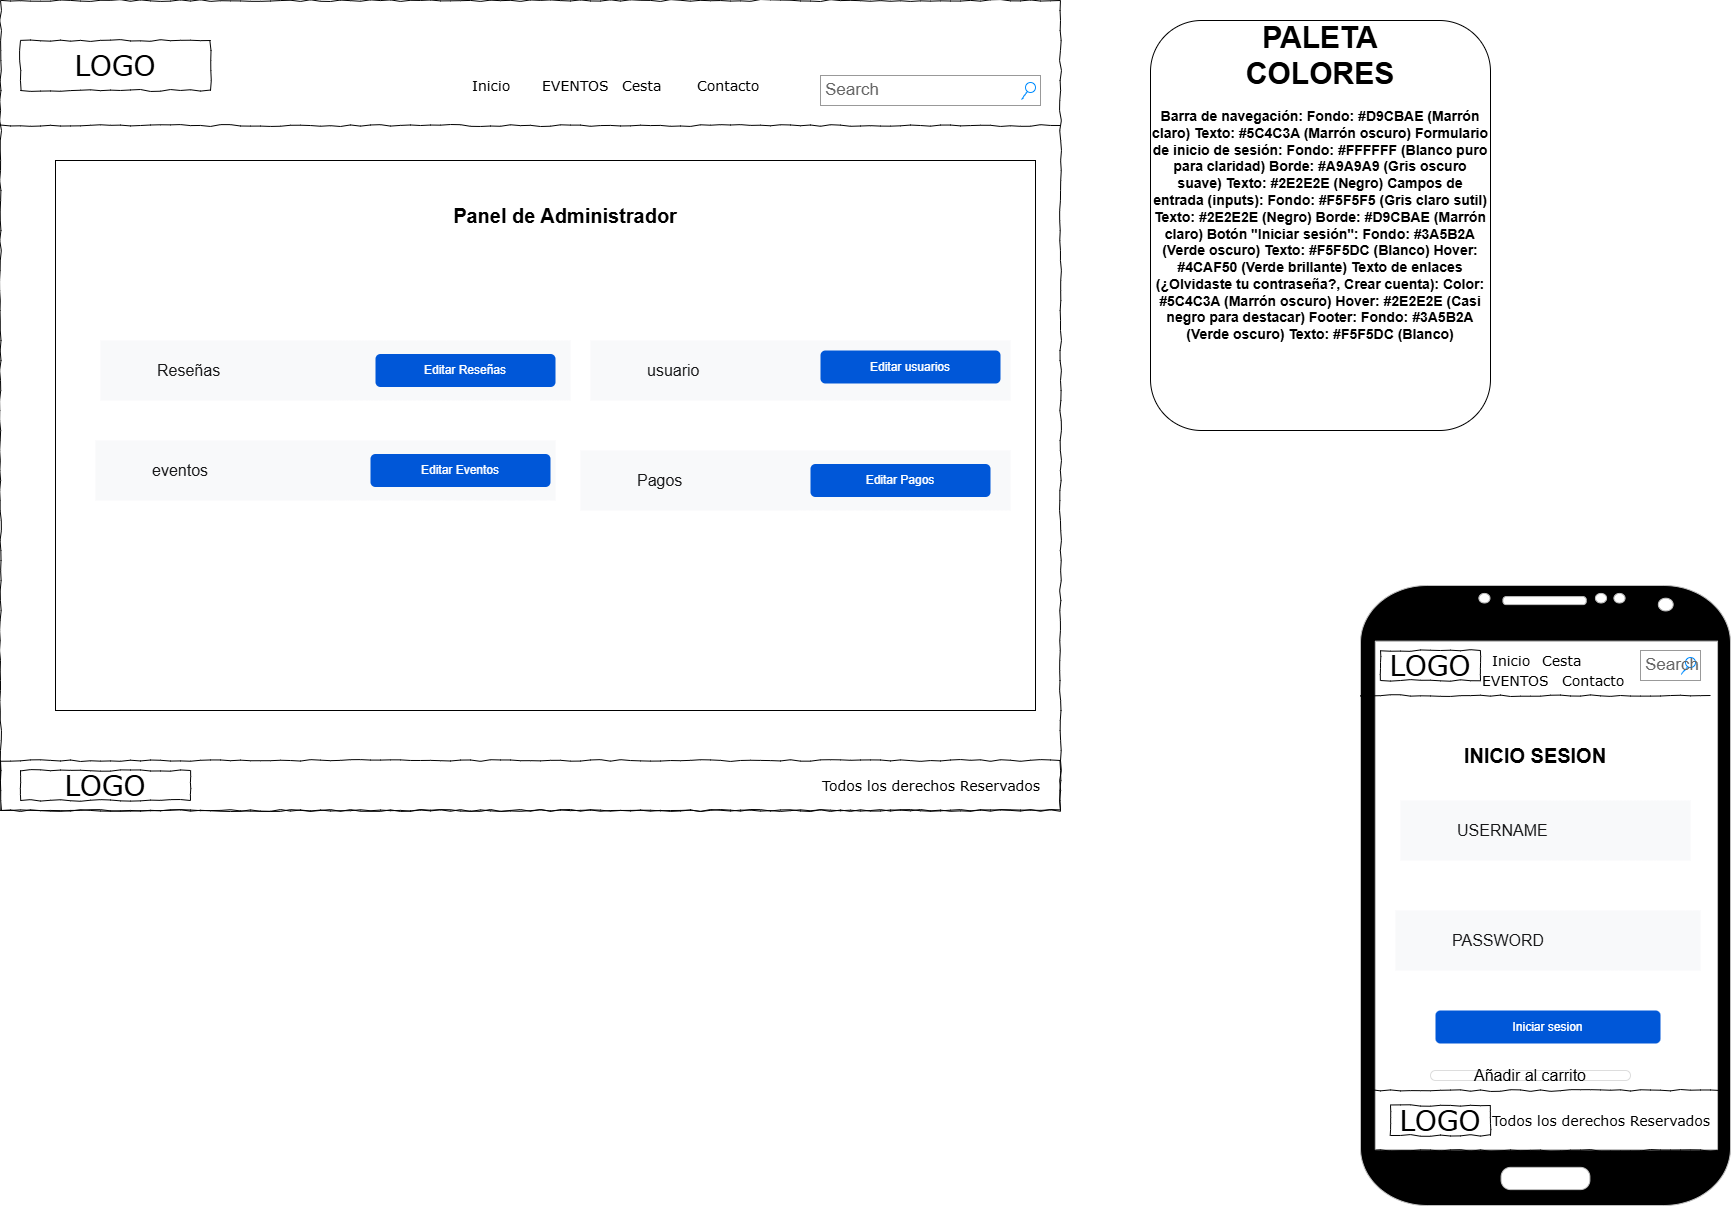 LOGO
Inicio EVENTOS Cesta Contacto
Search
Panel de Administrador
Reseñas
Editar Reseñas
usuario
Editar usuarios
eventos
Editar Eventos
Pagos
Editar Pagos
LOGO
Todos los derechos Reservados
PALETA
COLORES
Barra de navegación: Fondo: #D9CBAE (Marrón
claro) Texto: #5C4C3A (Marrón oscuro) Formulario
de inicio de sesión: Fondo: #FFFFFF (Blanco puro
para claridad) Borde: #A9A9A9 (Gris oscuro
suave) Texto: #2E2E2E (Negro) Campos de
entrada (inputs): Fondo: #F5F5F5 (Gris claro sutil)
Texto: #2E2E2E (Negro) Borde: #D9CBAE (Marrón
claro) Botón "Iniciar sesión": Fondo: #3A5B2A
(Verde oscuro) Texto: #F5F5DC (Blanco) Hover:
#4CAF50 (Verde brillante) Texto de enlaces
(¿Olvidaste tu contraseña?, Crear cuenta): Color:
#5C4C3A (Marrón oscuro) Hover: #2E2E2E (Casi
negro para destacar) Footer: Fondo: #3A5B2A
(Verde oscuro) Texto: #F5F5DC (Blanco)
LOGO
Inicio Cesta
EVENTOS Contacto
Search
INICIO SESION
USERNAME
PASSWORD
Iniciar sesion
Añadir al carrito
LOGO
Todos los derechos Reservados